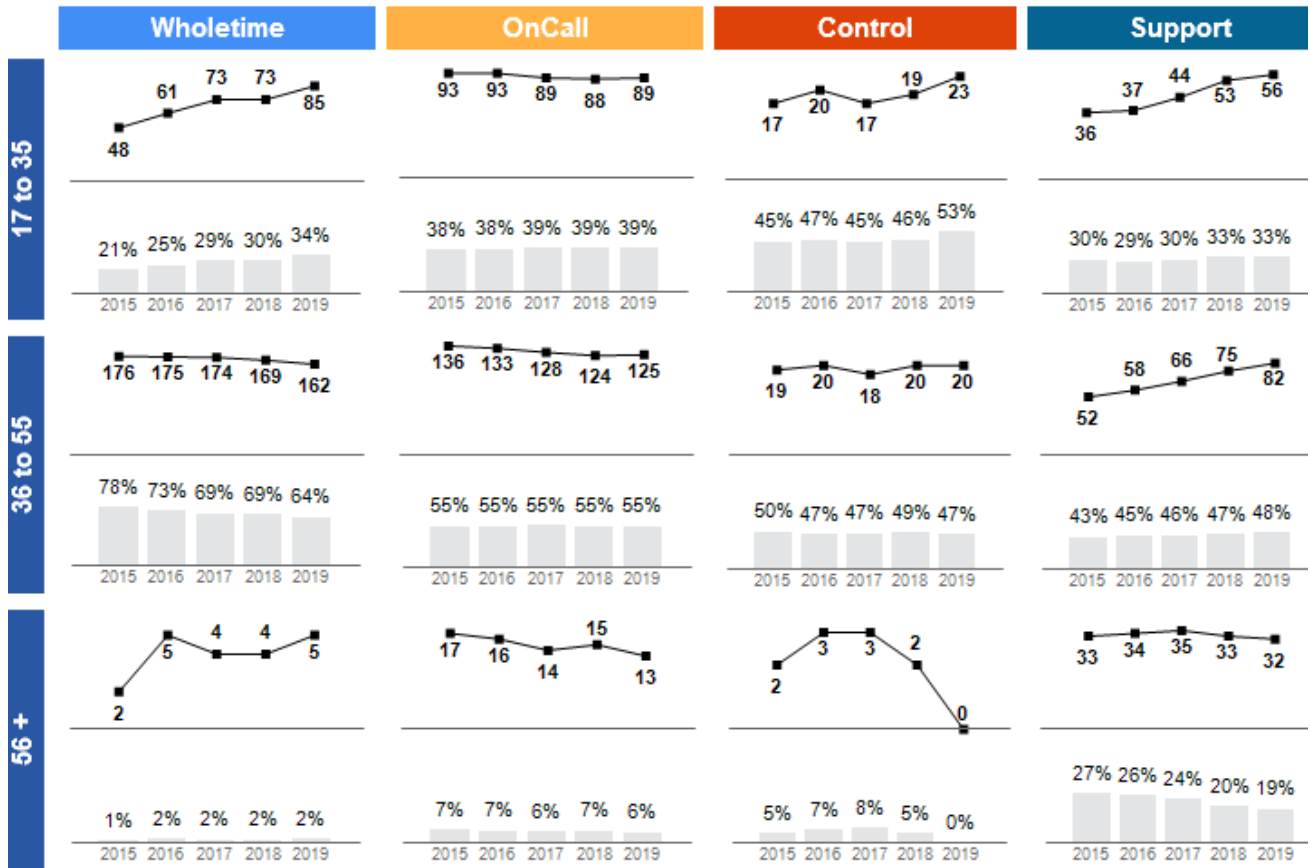 Wholetime OnCall Control Support
17 to 35
48 61 73 73 85
93 93 89 88 89
17 20 17 19 23
36 37 44 53 56
21% 25% 29% 30% 34%
38% 38% 39% 39% 39%
45% 47% 45% 46% 53%
30% 29% 30% 33% 33%
2015 2016 2017 2018 2019
2015 2016 2017 2018 2019
2015 2016 2017 2018 2019
2015 2016 2017 2018 2019
36 to 55
176 175 174 169 162
136 133 128 124 125
19 20 18 20 20
52 58 66 75 82
78% 73% 69% 69% 64%
55% 55% 55% 55% 55%
50% 47% 47% 49% 47%
43% 45% 46% 47% 48%
2015 2016 2017 2018 2019
2015 2016 2017 2018 2019
2015 2016 2017 2018 2019
2015 2016 2017 2018 2019
56 +
2 5 4 4 5
17 16 14 15 13
2 3 3 2 0
33 34 35 33 32
1% 2% 2% 2% 2%
7% 7% 6% 7% 6%
5% 7% 8% 5% 0%
27% 26% 24% 20% 19%
2015 2016 2017 2018 2019
2015 2016 2017 2018 2019
2015 2016 2017 2018 2019
2015 2016 2017 2018 2019